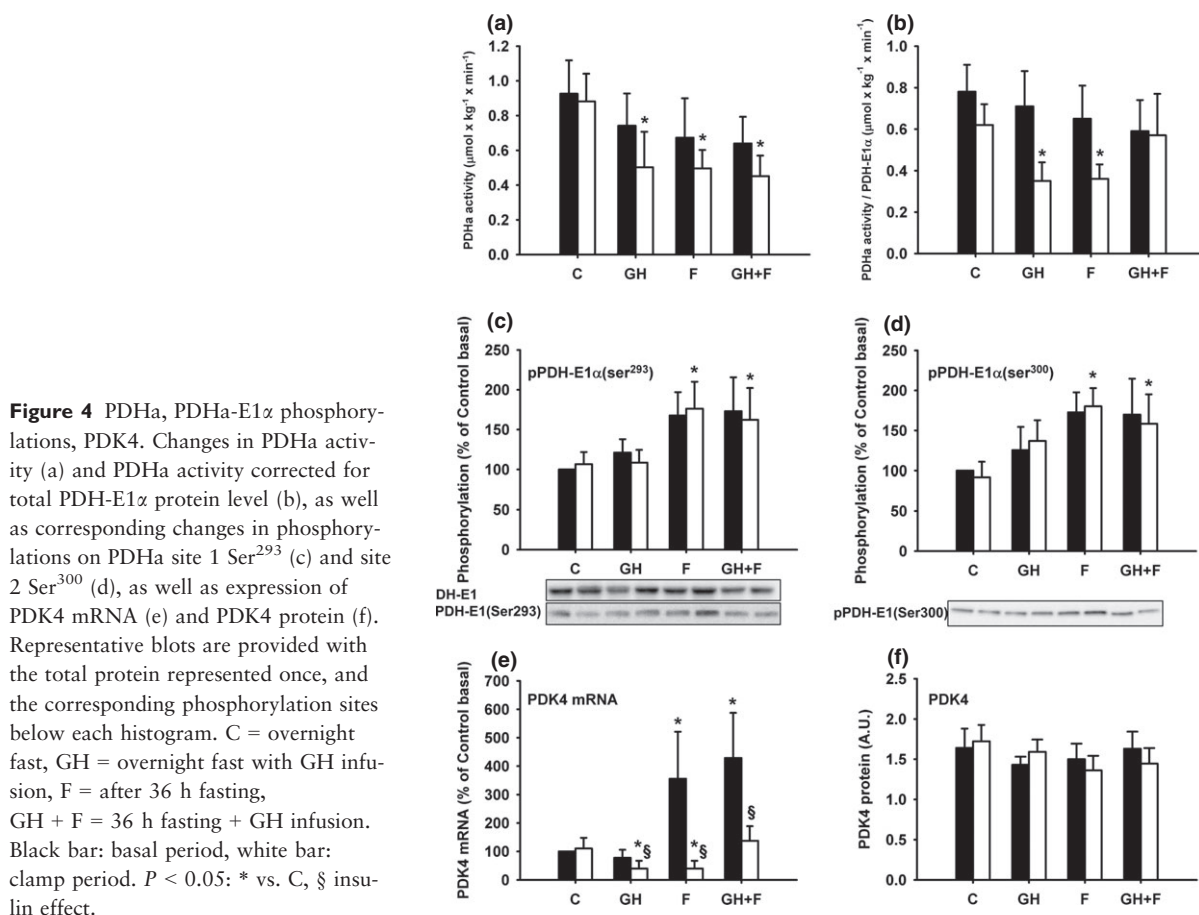 (a)
1.2
1.0
0.8
0.6
0.4
0.2
0.0
PDHa activity (µmol x kg⁻¹ x min⁻¹)
* * *
C GH F GH+F
(b)
1.0
0.8
0.6
0.4
0.2
0.0
PDHa activity / PDH-E1α (µmol x kg⁻¹ x min⁻¹)
* *
C GH F GH+F
(c)
250
200
150
100
50
0
Phosphorylation (% of Control basal)
pPDH-E1α(ser²⁹³)
* *
C GH F GH+F
DH-E1
PDH-E1(Ser293)
(d)
250
200
150
100
50
0
Phosphorylation (% of Control basal)
pPDH-E1α(ser³⁰⁰)
* *
C GH F GH+F
pPDH-E1(Ser300)
(e)
700
600
500
400
300
200
100
0
PDK4 mRNA (% of Control basal)
PDK4 mRNA
*§ * *§ * §
C GH F GH+F
(f)
2.5
2.0
1.5
1.0
0.5
0.0
PDK4 protein (A.U.)
PDK4
C GH F GH+F
Figure 4 PDHa, PDHa-E1α phosphory-
lations, PDK4. Changes in PDHa activ-
ity (a) and PDHa activity corrected for
total PDH-E1α protein level (b), as well
as corresponding changes in phosphory-
lations on PDHa site 1 Ser²⁹³ (c) and site
2 Ser³⁰⁰ (d), as well as expression of
PDK4 mRNA (e) and PDK4 protein (f).
Representative blots are provided with
the total protein represented once, and
the corresponding phosphorylation sites
below each histogram. C = overnight
fast, GH = overnight fast with GH infu-
sion, F = after 36 h fasting,
GH + F = 36 h fasting + GH infusion.
Black bar: basal period, white bar:
clamp period. P < 0.05: * vs. C, § insu-
lin effect.